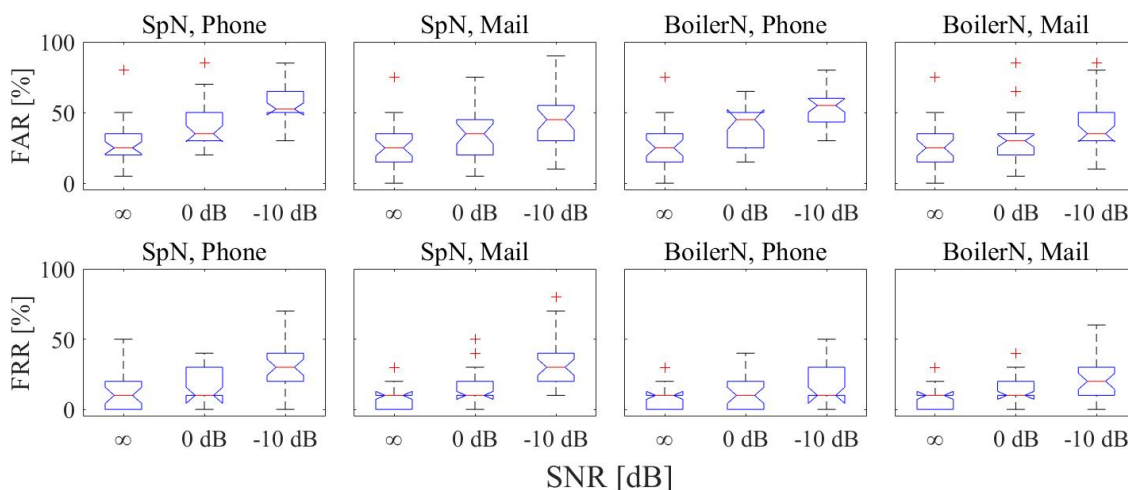 SpN, Phone SpN, Mail BoilerN, Phone BoilerN, Mail
FAR [%]
100
50
0
∞ 0 dB -10 dB ∞ 0 dB -10 dB ∞ 0 dB -10 dB ∞ 0 dB -10 dB
SpN, Phone SpN, Mail BoilerN, Phone BoilerN, Mail
FRR [%]
100
50
0
∞ 0 dB -10 dB ∞ 0 dB -10 dB ∞ 0 dB -10 dB ∞ 0 dB -10 dB
SNR [dB]